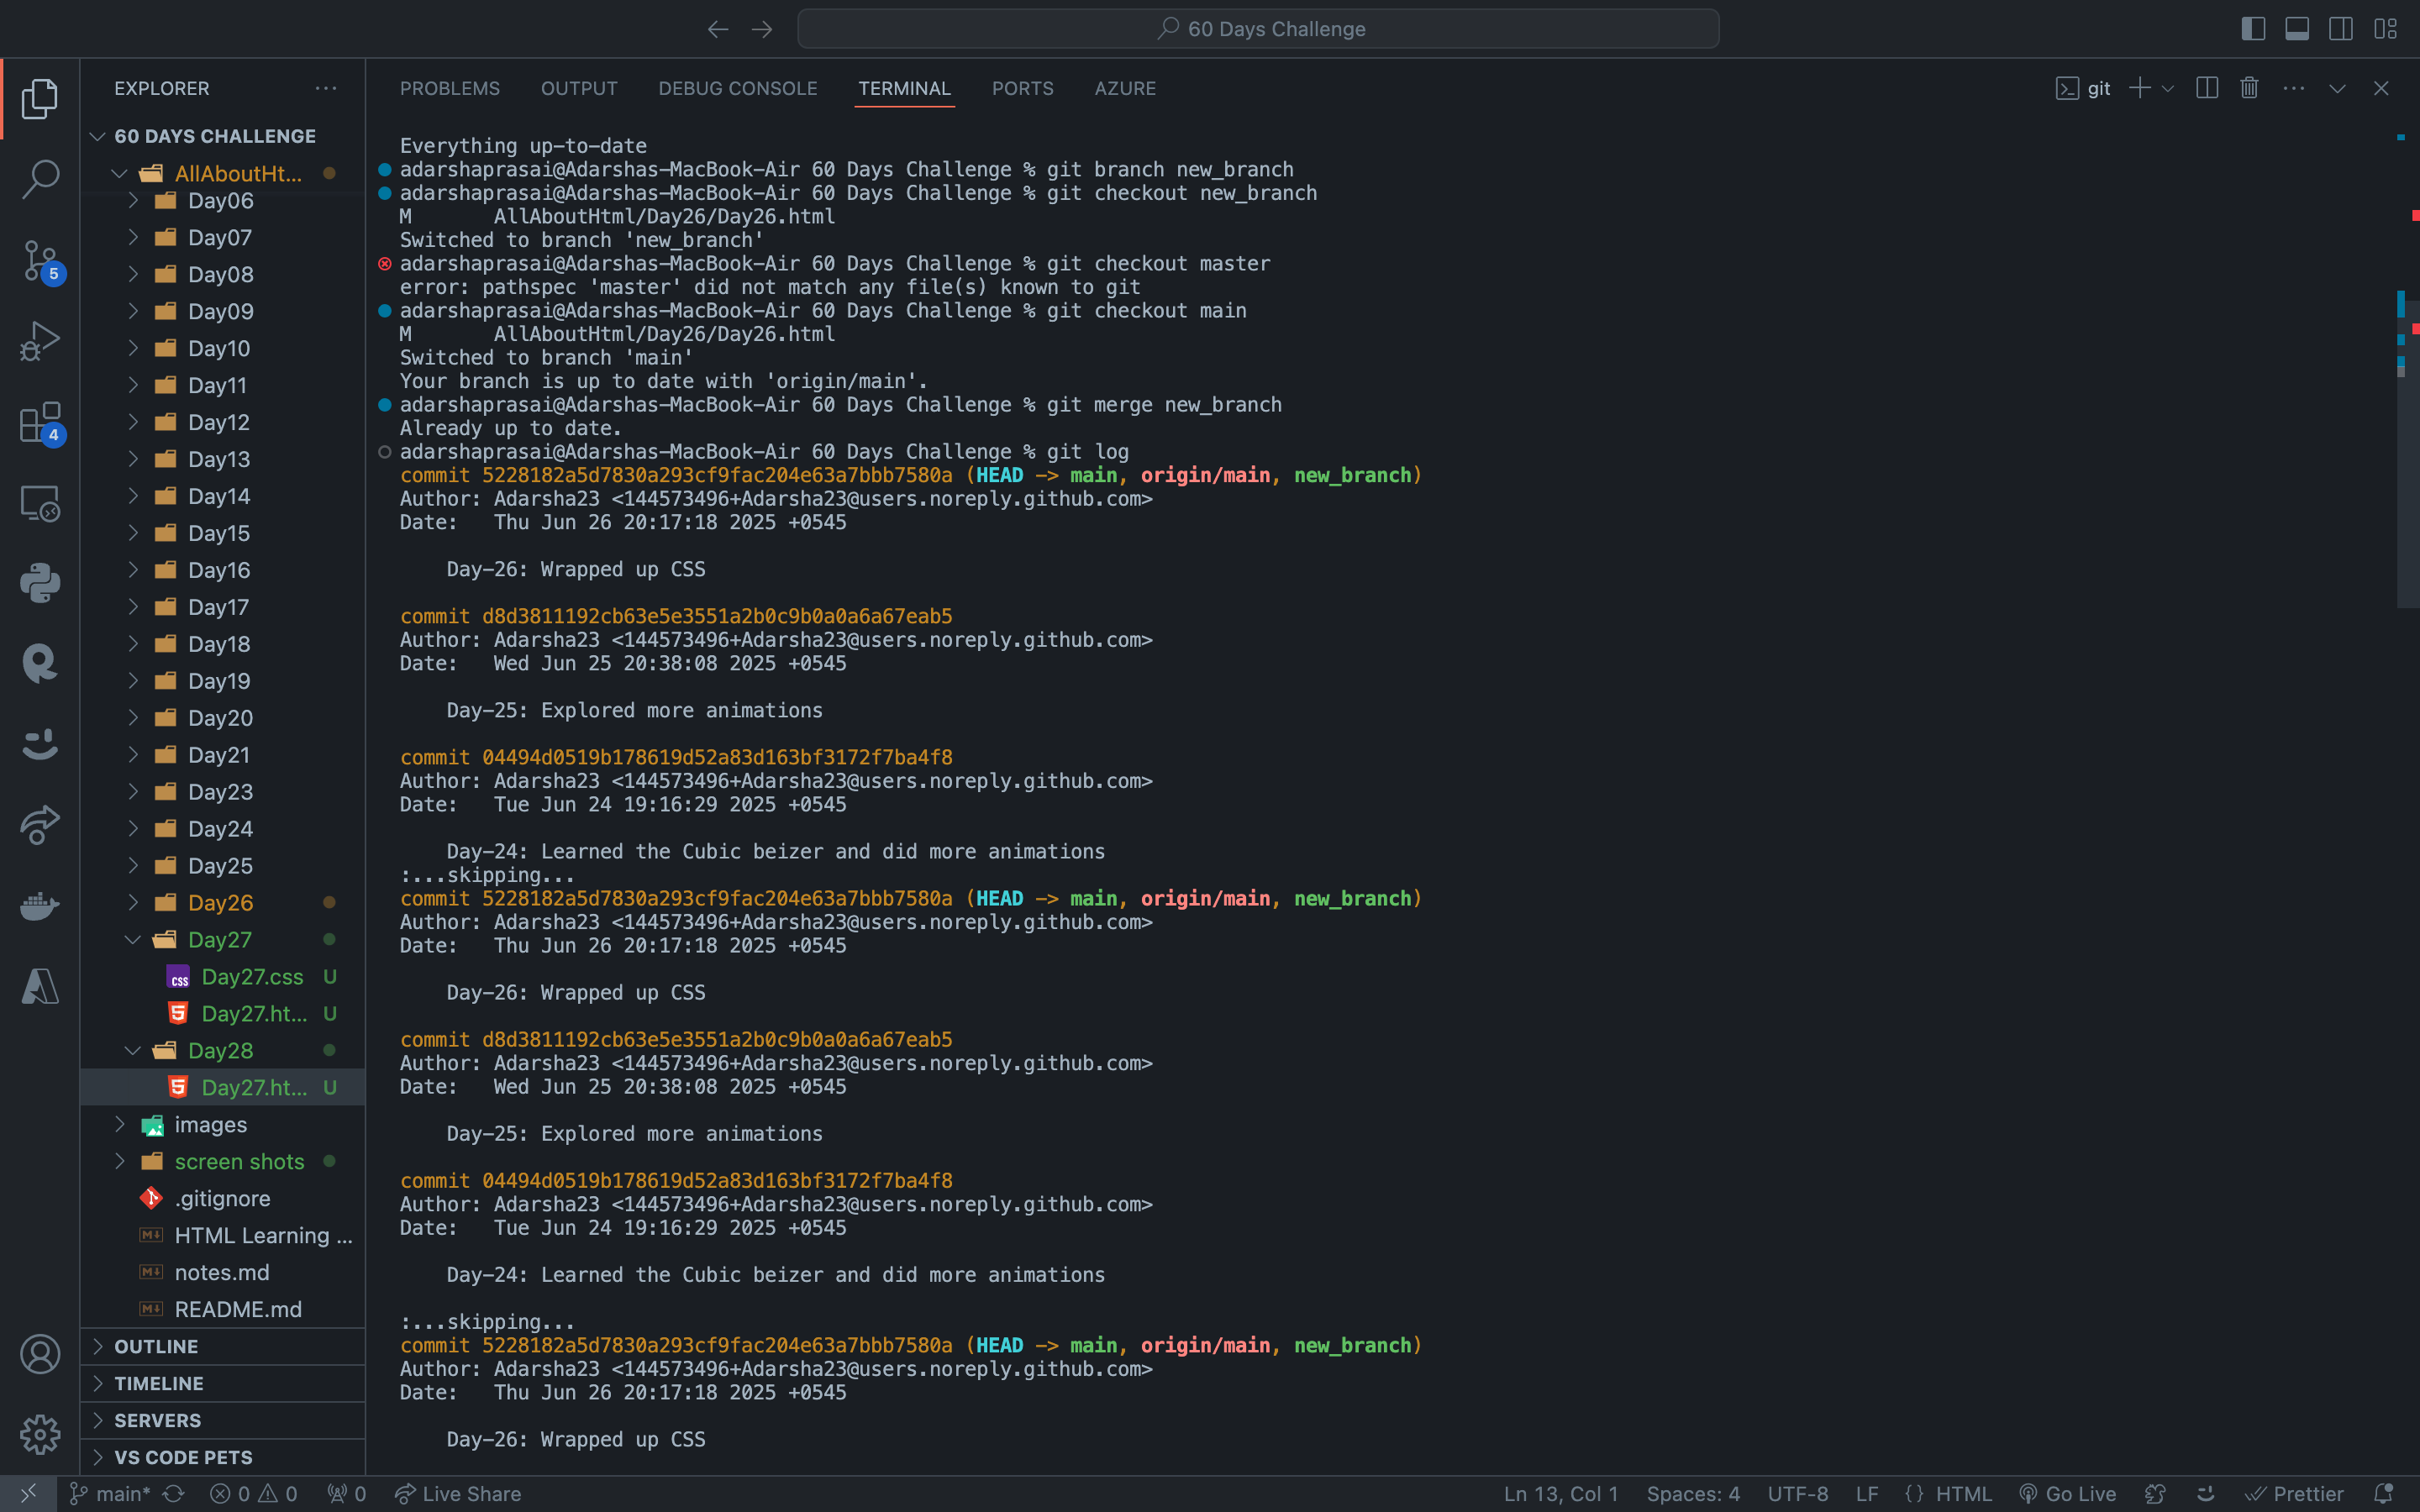 60 Days Challenge
EXPLORER
60 DAYS CHALLENGE
AllAboutHt...
Day06
Day07
Day08
Day09
Day10
Day11
Day12
Day13
Day14
Day15
Day16
Day17
Day18
Day19
Day20
Day21
Day23
Day24
Day25
Day26
Day27
CSS Day27.css U
5 Day27.ht... U
Day28
5 Day27.ht... U
images
screen shots
.gitignore
M↓ HTML Learning ...
M↓ notes.md
M↓ README.md
OUTLINE
TIMELINE
SERVERS
VS CODE PETS
5
4
PROBLEMS OUTPUT DEBUG CONSOLE TERMINAL PORTS AZURE
git
Everything up-to-date
adarshaprasai@Adarshas-MacBook-Air 60 Days Challenge % git branch new_branch
adarshaprasai@Adarshas-MacBook-Air 60 Days Challenge % git checkout new_branch
M AllAboutHtml/Day26/Day26.html
Switched to branch 'new_branch'
adarshaprasai@Adarshas-MacBook-Air 60 Days Challenge % git checkout master
error: pathspec 'master' did not match any file(s) known to git
adarshaprasai@Adarshas-MacBook-Air 60 Days Challenge % git checkout main
M AllAboutHtml/Day26/Day26.html
Switched to branch 'main'
Your branch is up to date with 'origin/main'.
adarshaprasai@Adarshas-MacBook-Air 60 Days Challenge % git merge new_branch
Already up to date.
adarshaprasai@Adarshas-MacBook-Air 60 Days Challenge % git log
commit 5228182a5d7830a293cf9fac204e63a7bbb7580a (HEAD -> main, origin/main, new_branch)
Author: Adarsha23 <144573496+Adarsha23@users.noreply.github.com>
Date: Thu Jun 26 20:17:18 2025 +0545
Day-26: Wrapped up CSS
commit d8d3811192cb63e5e3551a2b0c9b0a0a6a67eab5
Author: Adarsha23 <144573496+Adarsha23@users.noreply.github.com>
Date: Wed Jun 25 20:38:08 2025 +0545
Day-25: Explored more animations
commit 04494d0519b178619d52a83d163bf3172f7ba4f8
Author: Adarsha23 <144573496+Adarsha23@users.noreply.github.com>
Date: Tue Jun 24 19:16:29 2025 +0545
Day-24: Learned the Cubic beizer and did more animations
:...skipping...
commit 5228182a5d7830a293cf9fac204e63a7bbb7580a (HEAD -> main, origin/main, new_branch)
Author: Adarsha23 <144573496+Adarsha23@users.noreply.github.com>
Date: Thu Jun 26 20:17:18 2025 +0545
Day-26: Wrapped up CSS
commit d8d3811192cb63e5e3551a2b0c9b0a0a6a67eab5
Author: Adarsha23 <144573496+Adarsha23@users.noreply.github.com>
Date: Wed Jun 25 20:38:08 2025 +0545
Day-25: Explored more animations
commit 04494d0519b178619d52a83d163bf3172f7ba4f8
Author: Adarsha23 <144573496+Adarsha23@users.noreply.github.com>
Date: Tue Jun 24 19:16:29 2025 +0545
Day-24: Learned the Cubic beizer and did more animations
:...skipping...
commit 5228182a5d7830a293cf9fac204e63a7bbb7580a (HEAD -> main, origin/main, new_branch)
Author: Adarsha23 <144573496+Adarsha23@users.noreply.github.com>
Date: Thu Jun 26 20:17:18 2025 +0545
Day-26: Wrapped up CSS
main* 0 0 0 Live Share Ln 13, Col 1 Spaces: 4 UTF-8 LF {} HTML Go Live Prettier